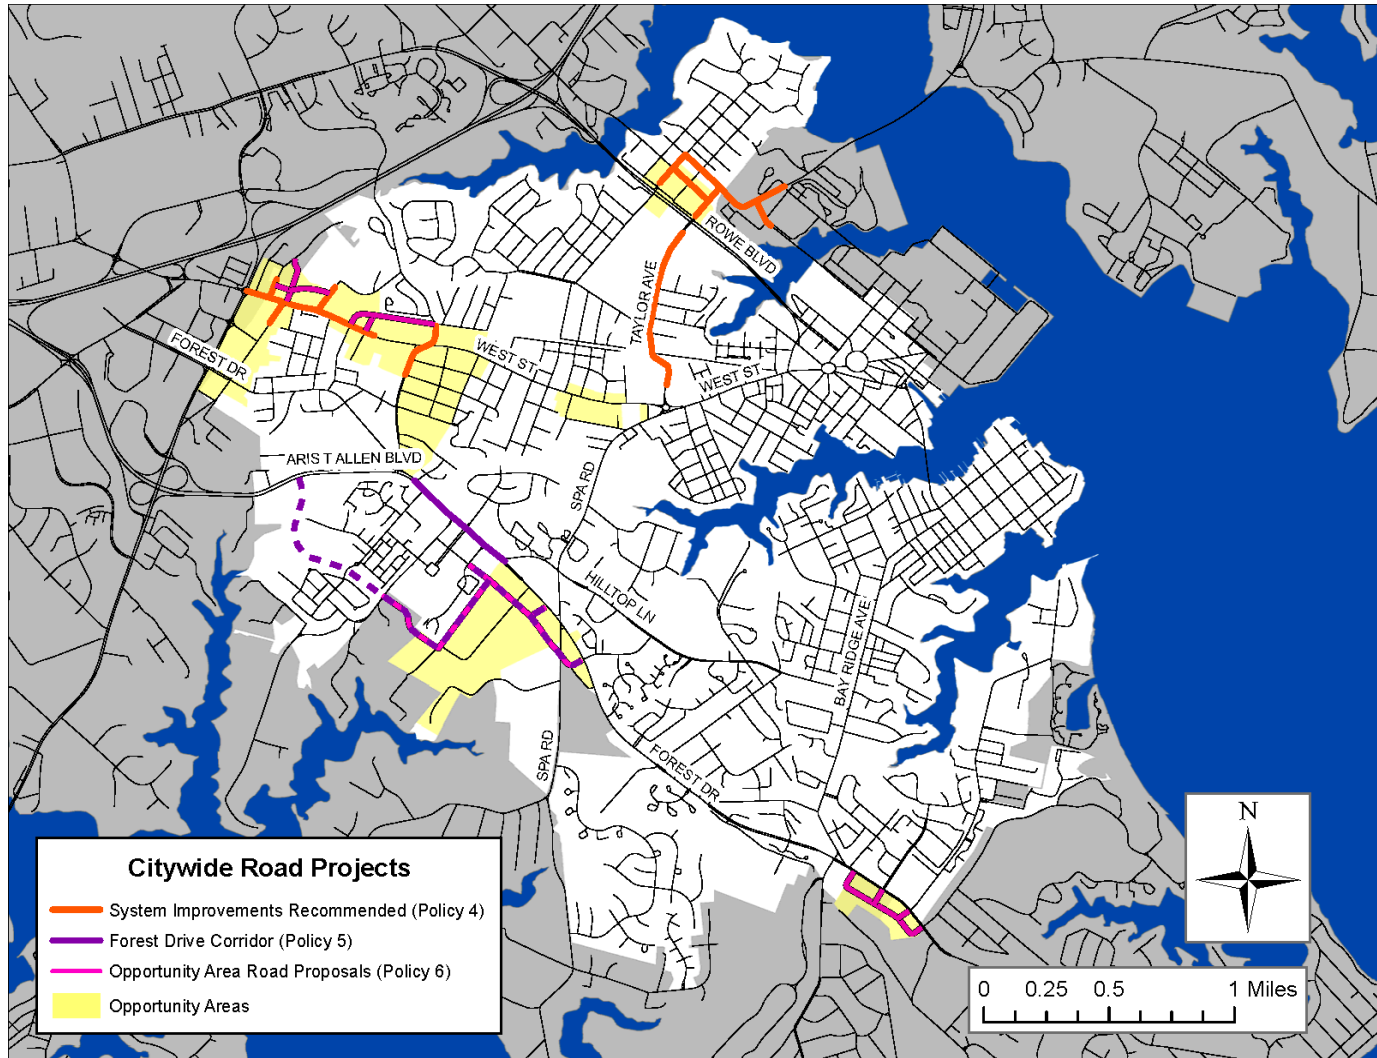 ROWE BLVD
TAYLOR AVE
FOREST DR
WEST ST
WEST ST
ARIS T ALLEN BLVD
SPA RD
HILLTOP LN
BAY RIDGE AVE
SPA RD
FOREST DR
N
Citywide Road Projects
System Improvements Recommended (Policy 4)
Forest Drive Corridor (Policy 5)
Opportunity Area Road Proposals (Policy 6)
Opportunity Areas
0 0.25 0.5 1 Miles